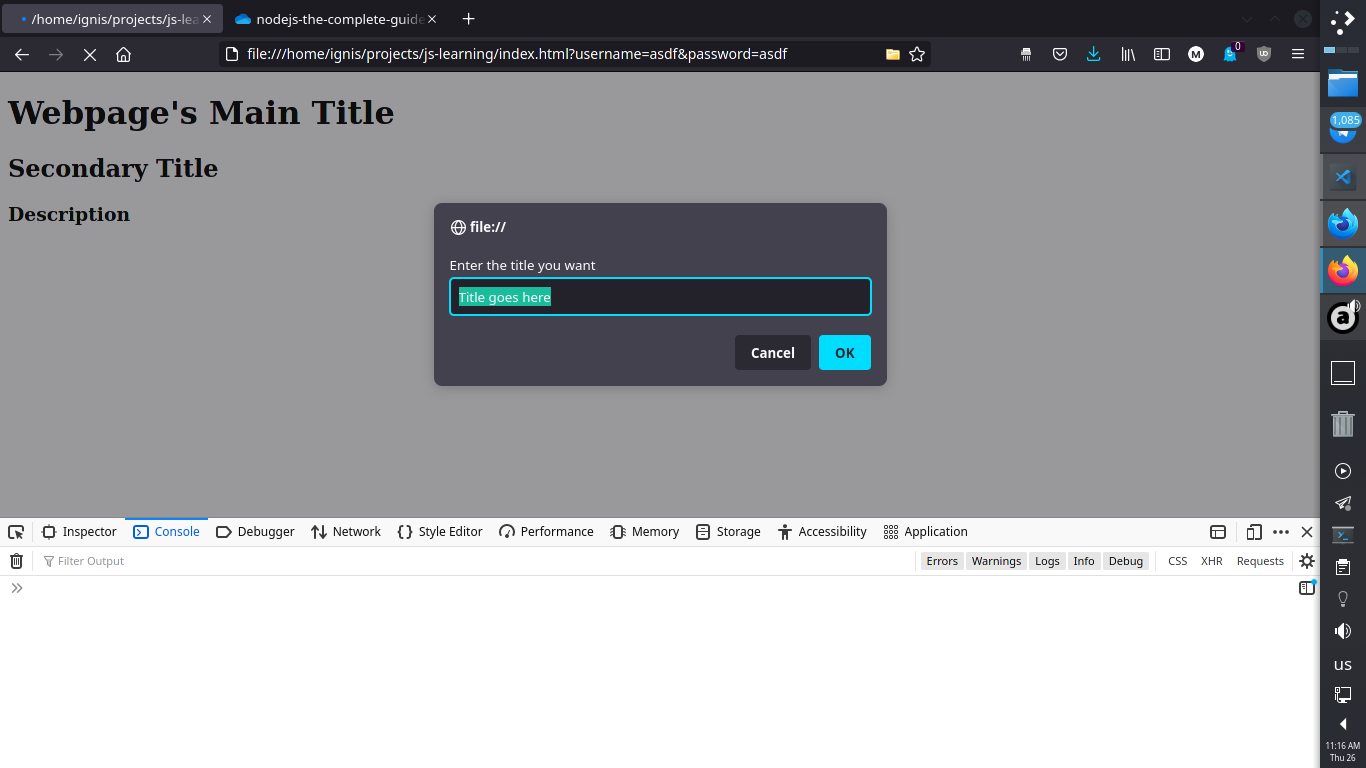 /home/ignis/projects/js-lea
nodejs-the-complete-guide
file:///home/ignis/projects/js-learning/index.html?username=asdf&password=asdf
0
Webpage's Main Title
Secondary Title
Description
file://
Enter the title you want
Title goes here
Cancel
OK
Inspector
Console
Debugger
Network
Style Editor
Performance
Memory
Storage
Accessibility
Application
Filter Output
Errors
Warnings
Logs
Info
Debug
CSS
XHR
Requests
1,085
us
11:16 AM
Thu 26